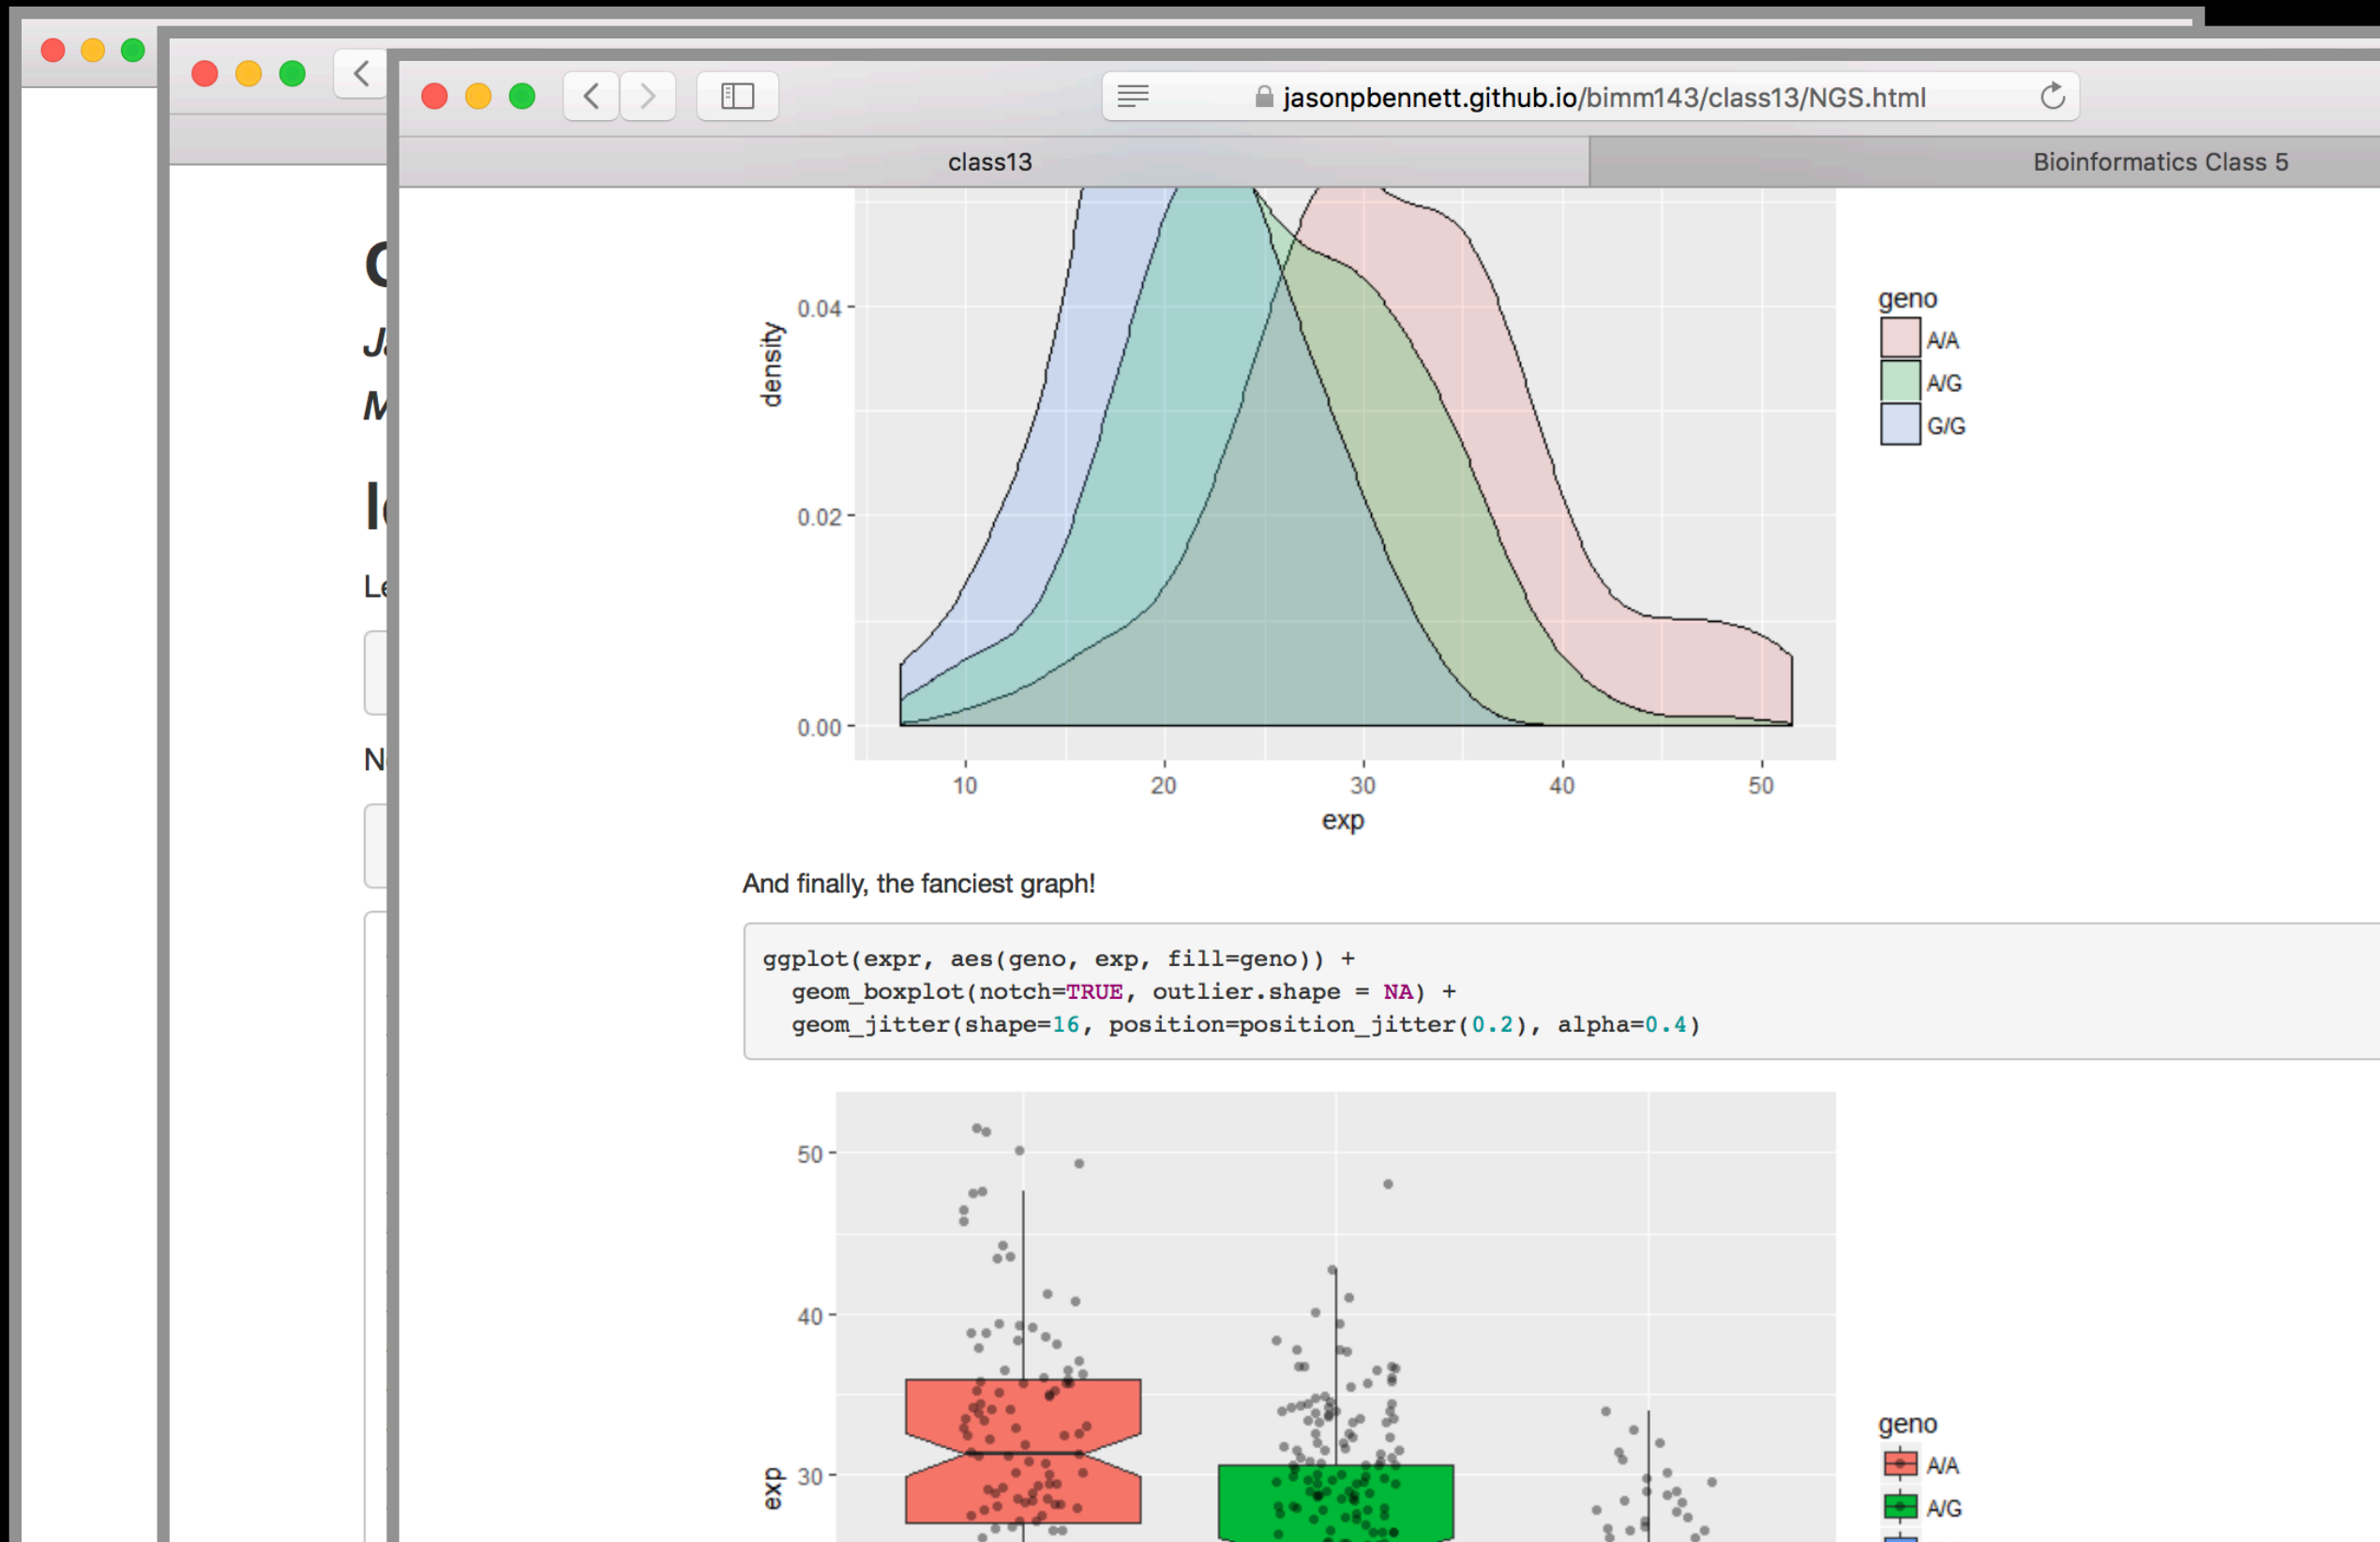 jasonpbennett.github.io/bimm143/class13/NGS.html
class13
Bioinformatics Class 5
0.04
0.02
0.00
density
10 20 30 40 50
exp
geno
A/A
A/G
G/G
And finally, the fanciest graph!
ggplot(expr, aes(geno, exp, fill=geno)) +
geom_boxplot(notch=TRUE, outlier.shape = NA) +
geom_jitter(shape=16, position=position_jitter(0.2), alpha=0.4)
50
40
30
exp
geno
A/A
A/G